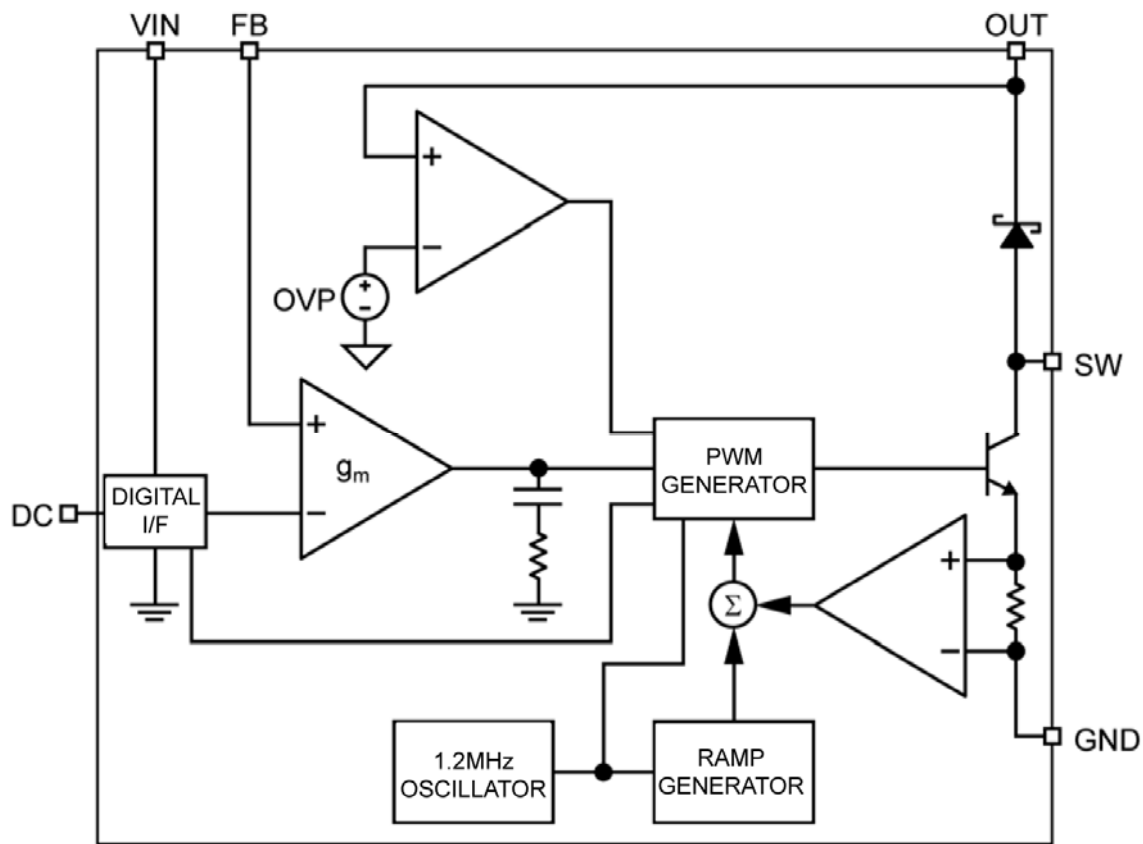 VIN
FB
OUT
+
−
OVP
+
−
SW
+
gm
−
PWM
GENERATOR
DC
DIGITAL
I/F
+
Σ
−
GND
1.2MHz
OSCILLATOR
RAMP
GENERATOR